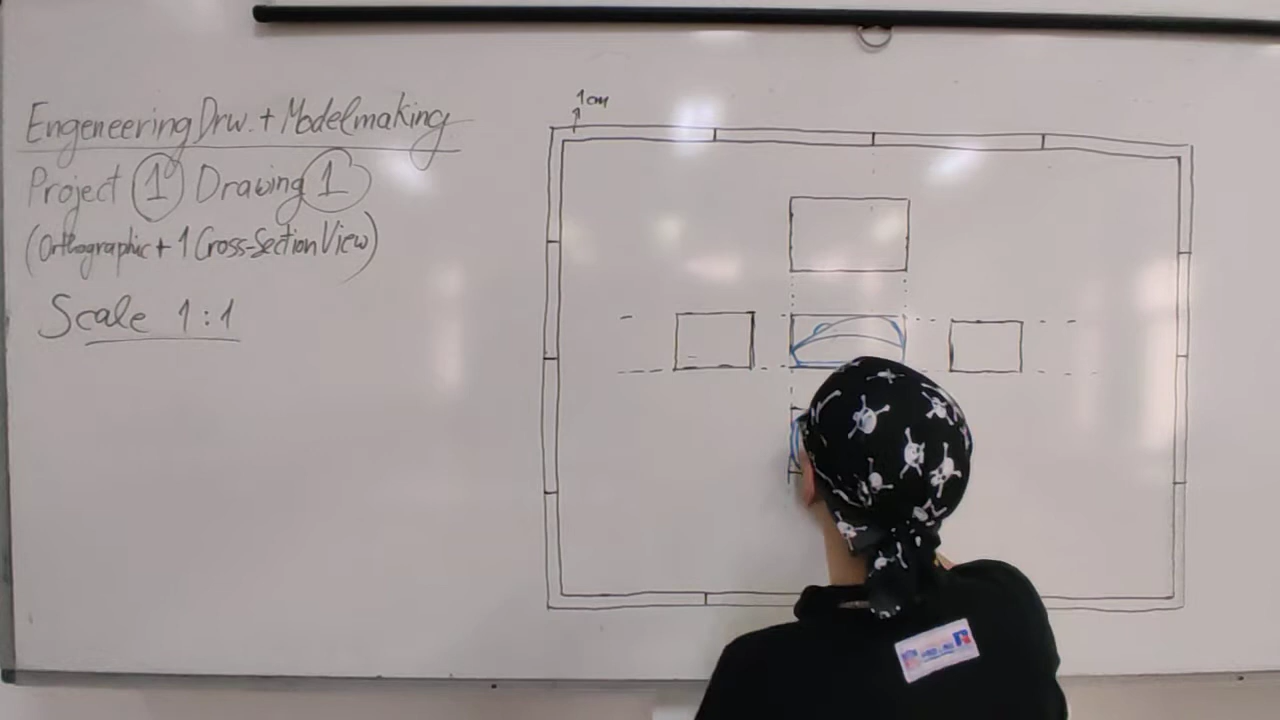 Engeneering Drw. + Modelmaking
Project 1 Drawing 1
(Orthographic + 1 Cross-Section View)
Scale 1:1
1cm
R